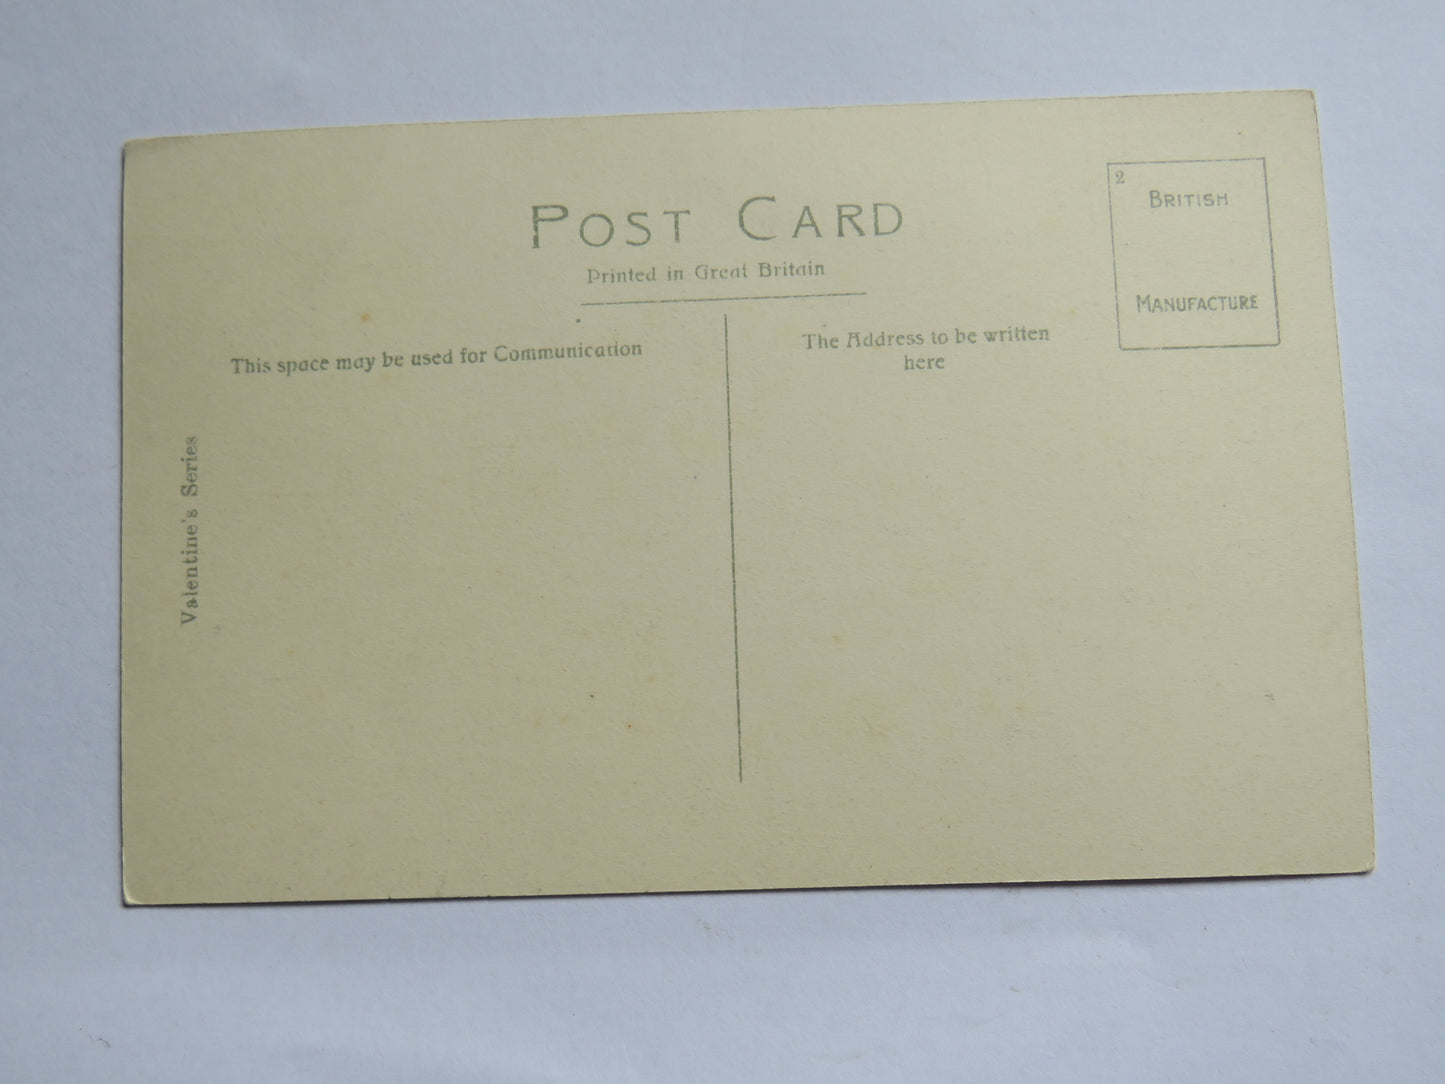 POST CARD
Printed in Great Britain
This space may be used for Communication
The Address to be written
here
2
BRITISH
MANUFACTURE
Valentine's Series